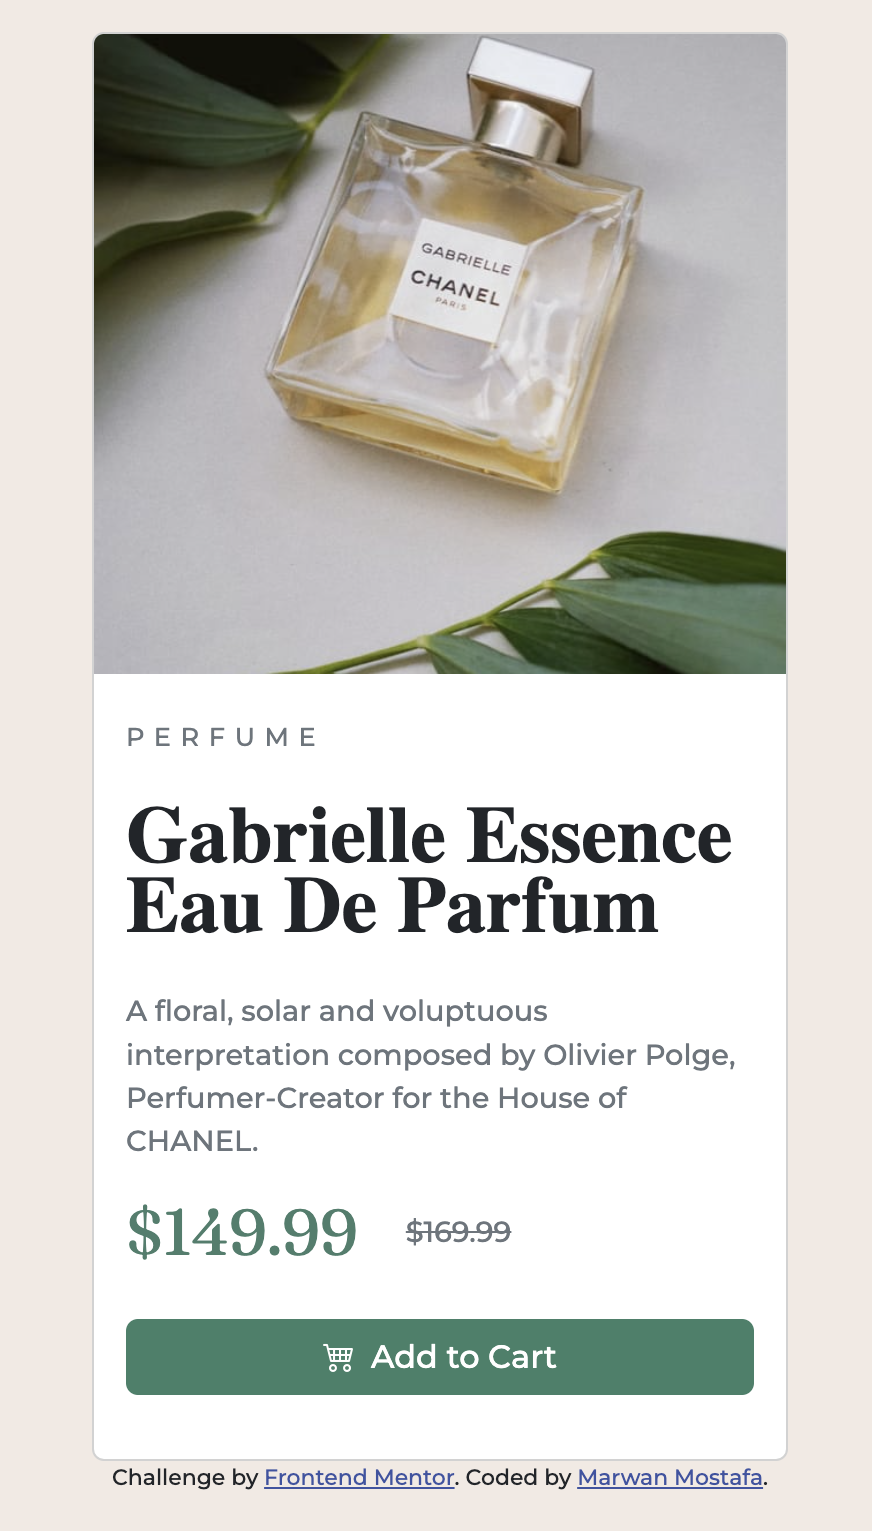 GABRIELLE
CHANEL
PARIS
PERFUME
Gabrielle Essence
Eau De Parfum
A floral, solar and voluptuous
interpretation composed by Olivier Polge,
Perfumer-Creator for the House of
CHANEL.
$149.99 $169.99
Add to Cart
Challenge by Frontend Mentor. Coded by Marwan Mostafa.